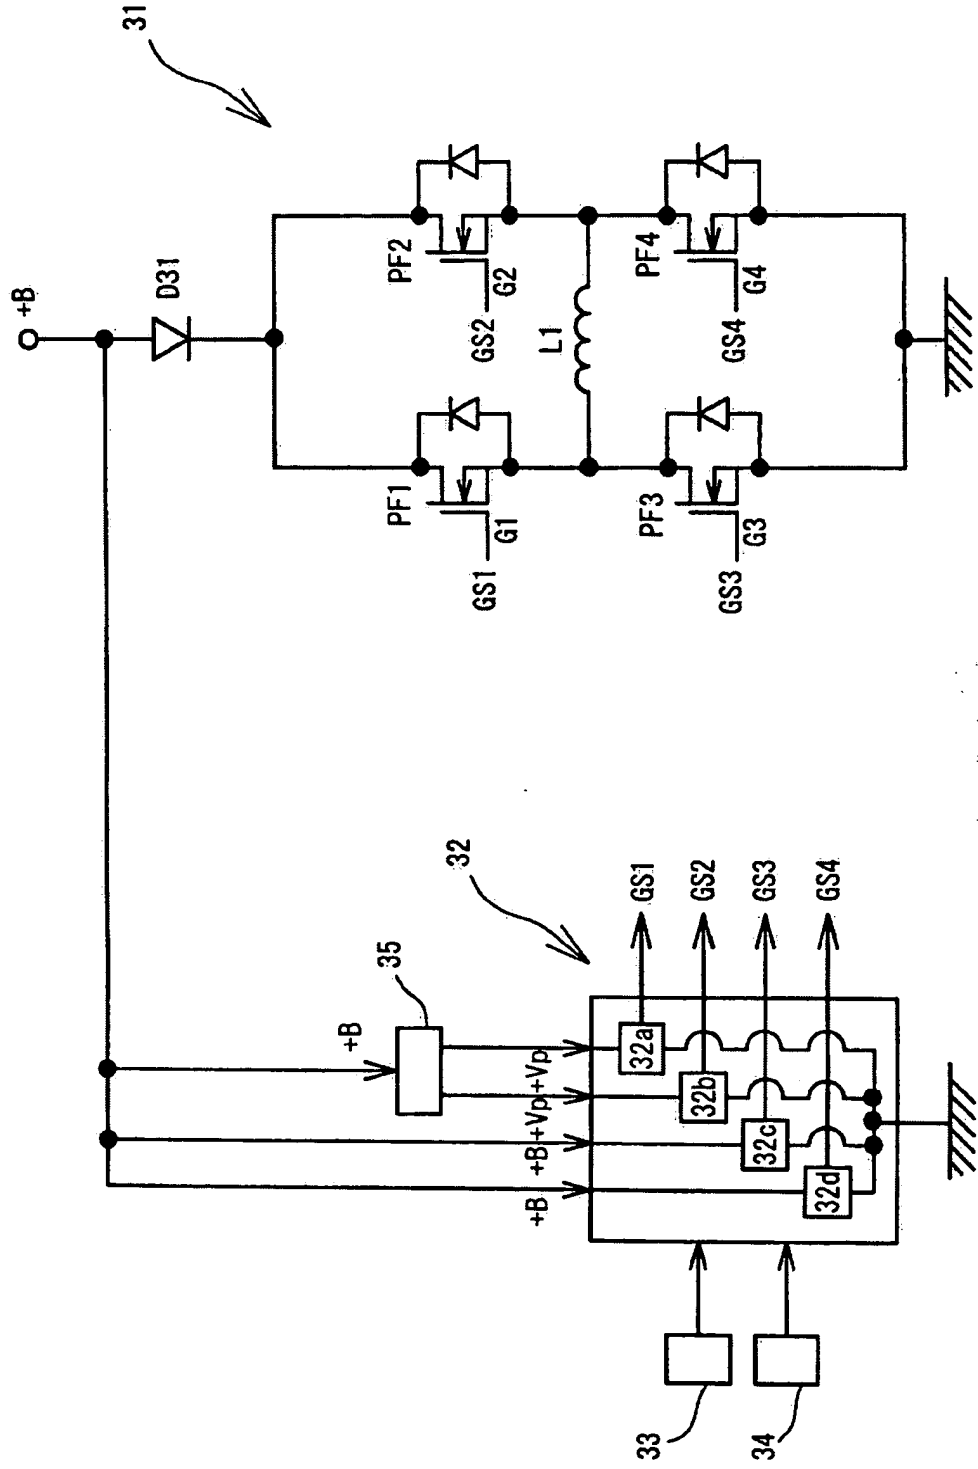 31
+B
D31
PF2
G2
GS2
PF4
G4
GS4
L1
PF1
G1
GS1
PF3
G3
GS3
32
35
+B
+Vp
+Vp
+B
+B
GS1
GS2
GS3
GS4
32a
32b
32c
32d
33
34